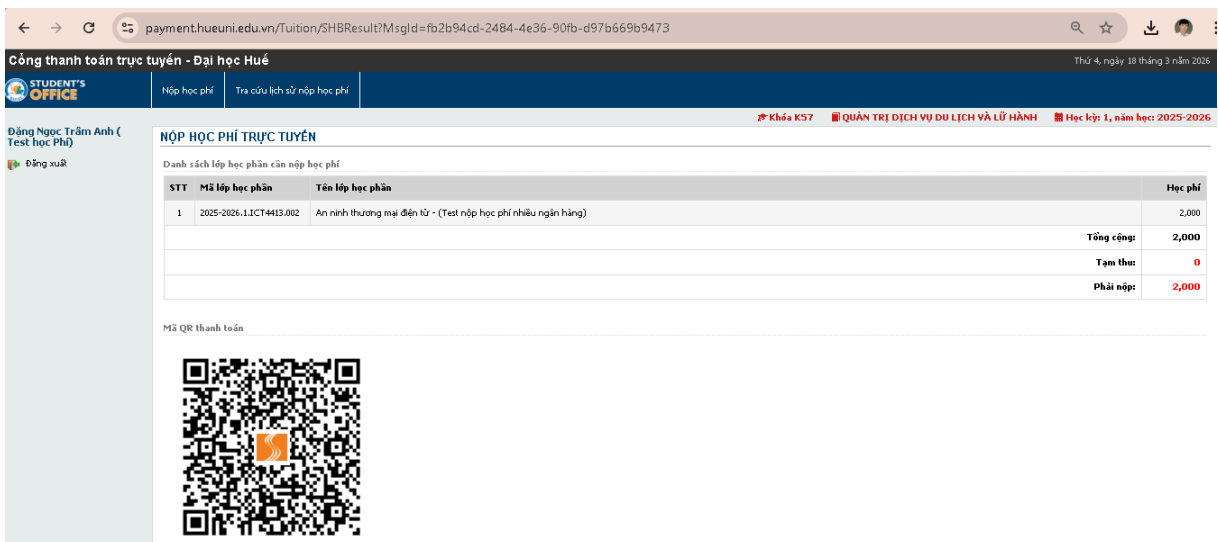 payment.hueuni.edu.vn/Tuition/SHBResult?MsgId=fb2b94cd-2484-4e36-90fb-d97b669b9473
Cổng thanh toán trực tuyến - Đại học Huế
Thứ 4, ngày 18 tháng 3 năm 2026
STUDENT'S
OFFICE
Nộp học phí
Tra cứu lịch sử nộp học phí
Khóa K57
QUẢN TRỊ DỊCH VỤ DU LỊCH VÀ LỮ HÀNH
Học kỳ: 1, năm học: 2025-2026
Đặng Ngọc Trâm Anh (
Test học Phí)
Đăng xuất
NỘP HỌC PHÍ TRỰC TUYẾN
Danh sách lớp học phần cần nộp học phí
STT Mã lớp học phần Tên lớp học phần Học phí
1 2025-2026.1.ICT4413.002 An ninh thương mại điện tử - (Test nộp học phí nhiều ngân hàng) 2,000
Tổng cộng: 2,000
Tạm thu: 0
Phải nộp: 2,000
Mã QR thanh toán